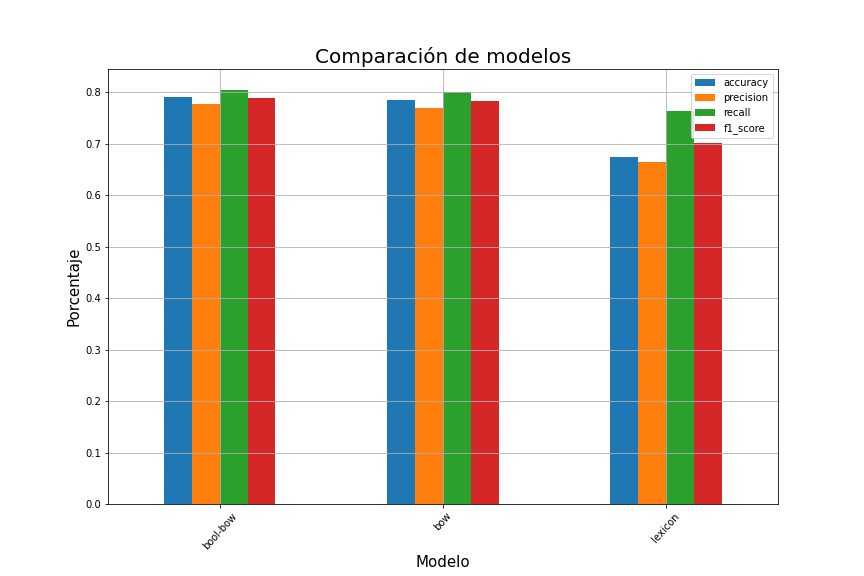 Comparación de modelos
accuracy
precision
recall
f1_score
Porcentaje
0.8
0.7
0.6
0.5
0.4
0.3
0.2
0.1
0.0
bool-bow
bow
lexicon
Modelo